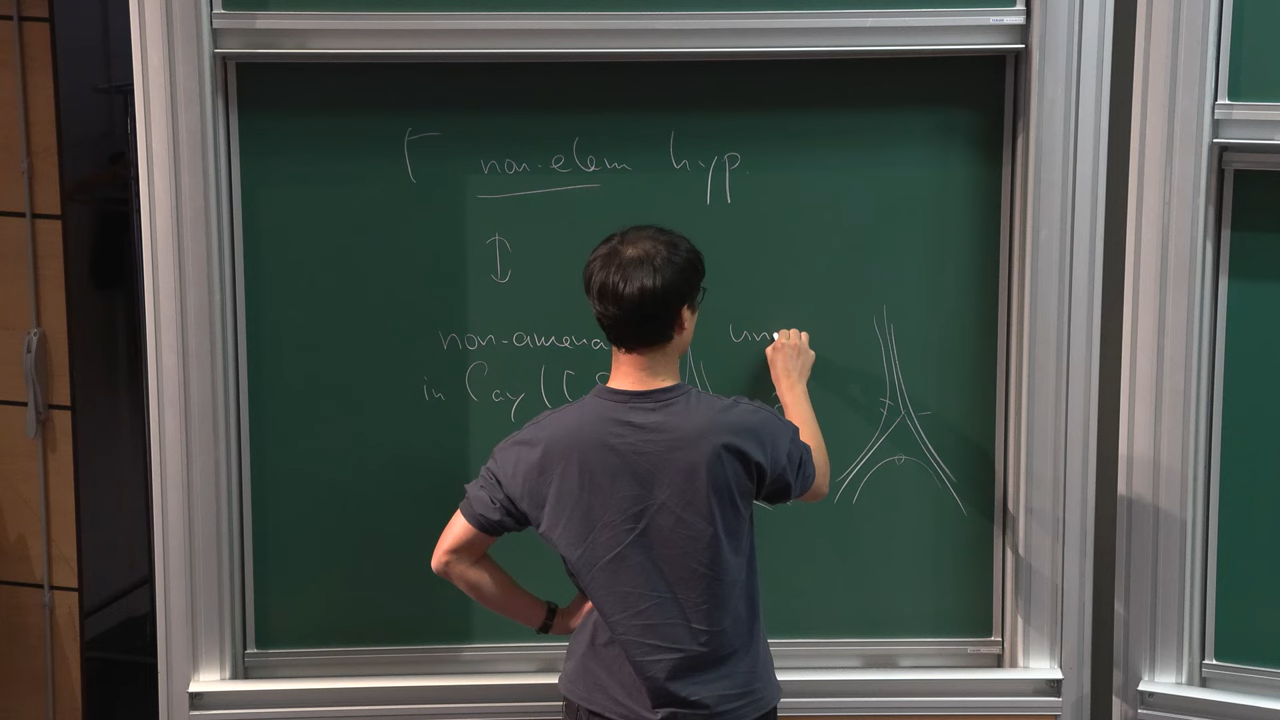 Γ non-elem hyp.
↕
non-amena un
in Cay (Γ